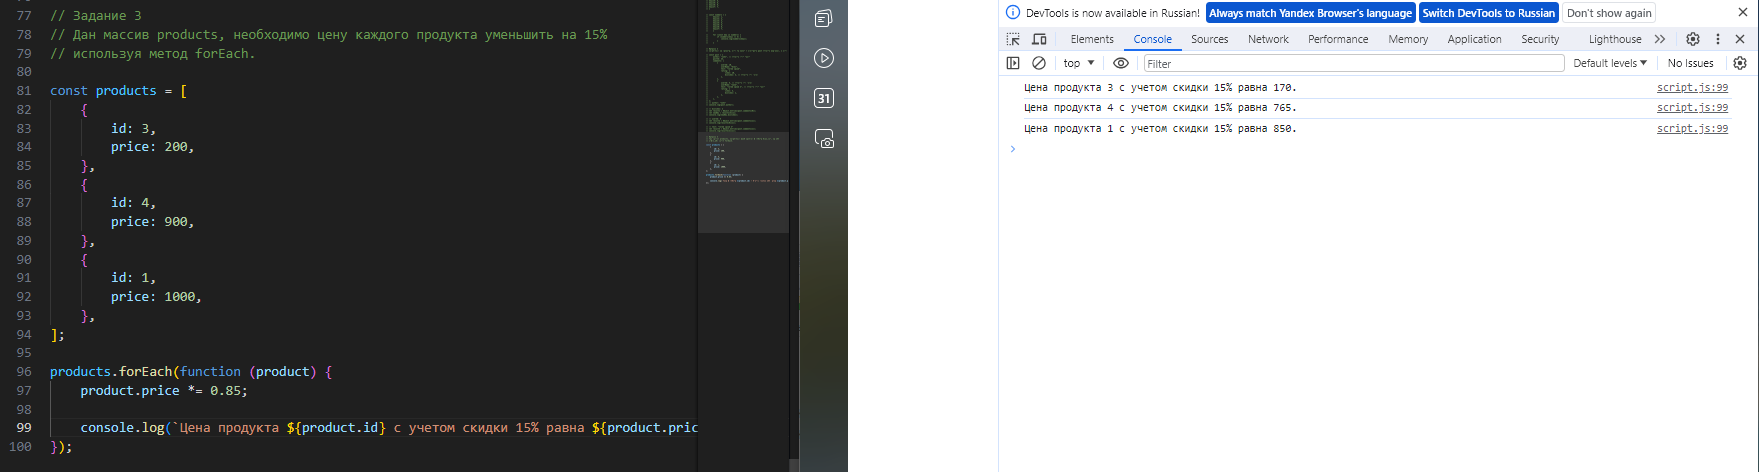 77 // Задание 3
78 // Дан массив products, необходимо цену каждого продукта уменьшить на 15%
79 // используя метод forEach.
80
81 const products = [
82 {
83 id: 3,
84 price: 200,
85 },
86 {
87 id: 4,
88 price: 900,
89 },
90 {
91 id: 1,
92 price: 1000,
93 },
94 ];
95
96 products.forEach(function (product) {
97 product.price *= 0.85;
98
99 console.log(`Цена продукта ${product.id} с учетом скидки 15% равна ${product.pric
100 });
31
DevTools is now available in Russian! Always match Yandex Browser's language Switch DevTools to Russian Don't show again
Elements Console Sources Network Performance Memory Application Security Lighthouse
top Filter Default levels No Issues
Цена продукта 3 с учетом скидки 15% равна 170. script.js:99
Цена продукта 4 с учетом скидки 15% равна 765. script.js:99
Цена продукта 1 с учетом скидки 15% равна 850. script.js:99